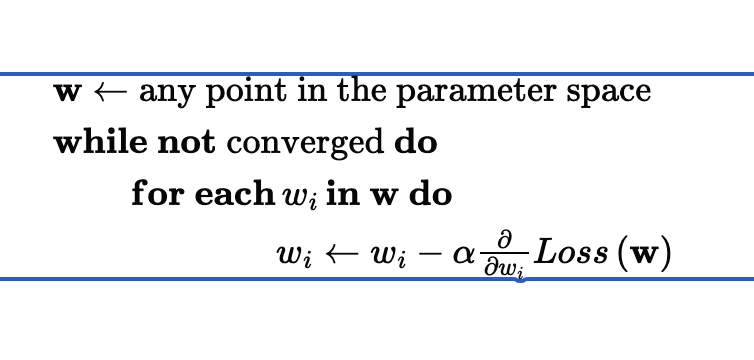 w ← any point in the parameter space
while not converged do
for each wᵢ in w do
wᵢ ← wᵢ − α ∂/∂wᵢ Loss (w)